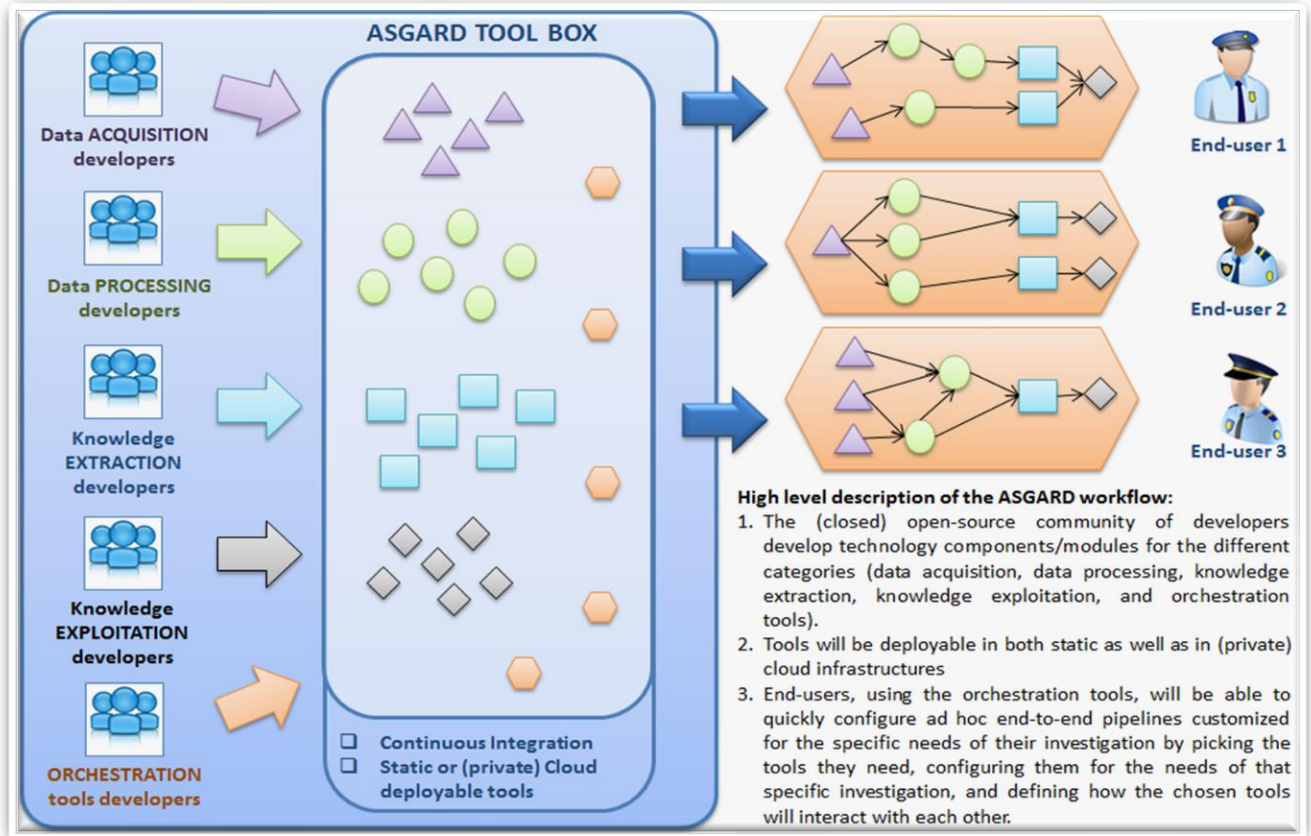 ASGARD TOOL BOX
Data ACQUISITION
developers
Data PROCESSING
developers
Knowledge
EXTRACTION
developers
Knowledge
EXPLOITATION
developers
ORCHESTRATION
tools developers
❑ Continuous Integration
❑ Static or (private) Cloud
deployable tools
End-user 1
End-user 2
End-user 3
High level description of the ASGARD workflow:
1. The (closed) open-source community of developers
develop technology components/modules for the different
categories (data acquisition, data processing, knowledge
extraction, knowledge exploitation, and orchestration
tools).
2. Tools will be deployable in both static as well as in (private)
cloud infrastructures
3. End-users, using the orchestration tools, will be able to
quickly configure ad hoc end-to-end pipelines customized
for the specific needs of their investigation by picking the
tools they need, configuring them for the needs of that
specific investigation, and defining how the chosen tools
will interact with each other.